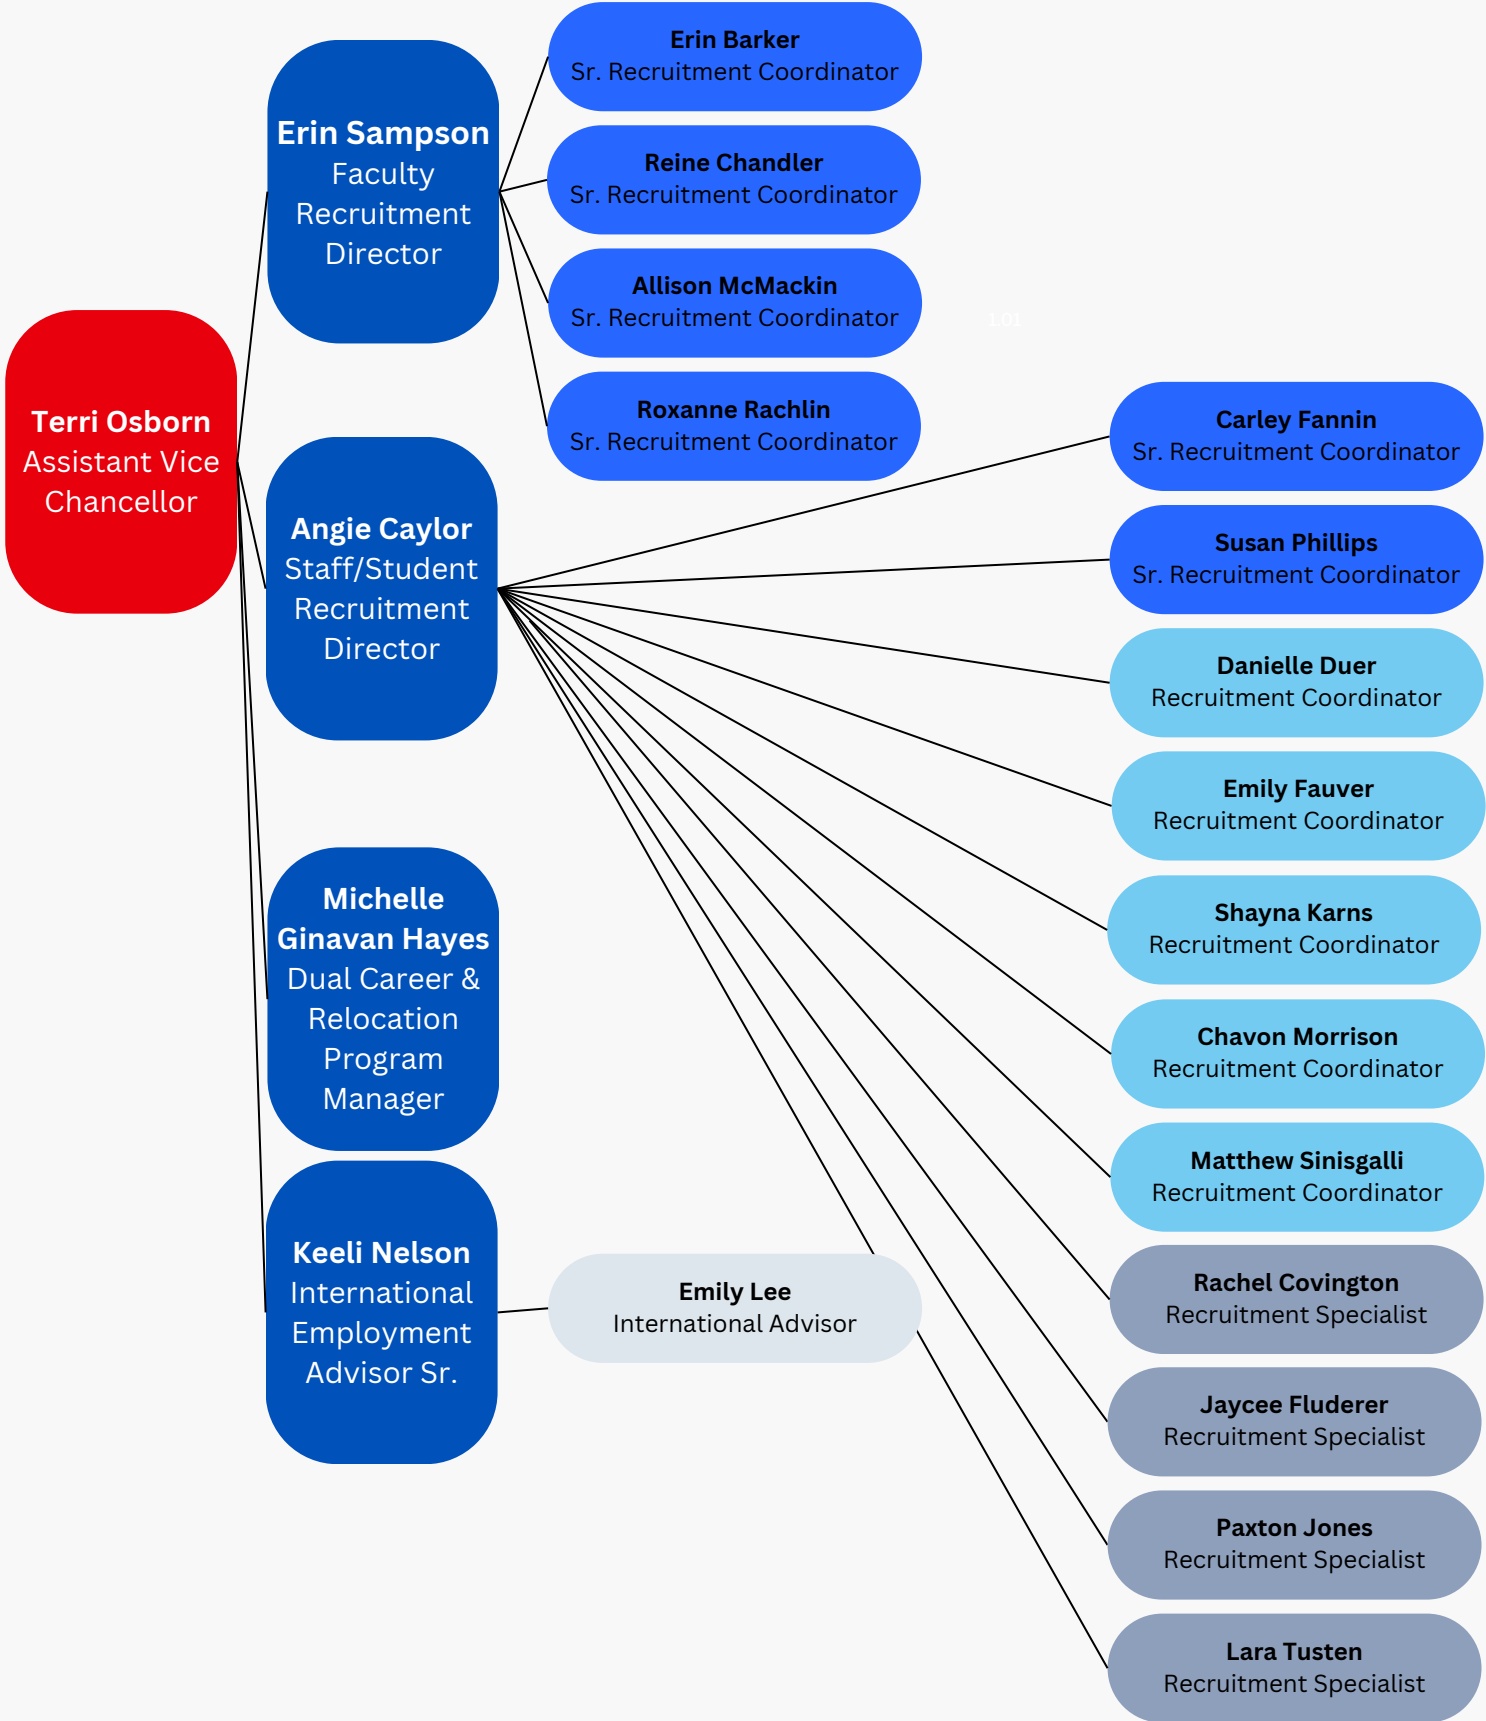 Terri Osborn
Assistant Vice
Chancellor
Erin Sampson
Faculty
Recruitment
Director
Erin Barker
Sr. Recruitment Coordinator
Reine Chandler
Sr. Recruitment Coordinator
Allison McMackin
Sr. Recruitment Coordinator
Roxanne Rachlin
Sr. Recruitment Coordinator
1.01
Angie Caylor
Staff/Student
Recruitment
Director
Carley Fannin
Sr. Recruitment Coordinator
Susan Phillips
Sr. Recruitment Coordinator
Danielle Duer
Recruitment Coordinator
Emily Fauver
Recruitment Coordinator
Shayna Karns
Recruitment Coordinator
Chavon Morrison
Recruitment Coordinator
Matthew Sinisgalli
Recruitment Coordinator
Rachel Covington
Recruitment Specialist
Jaycee Fluderer
Recruitment Specialist
Paxton Jones
Recruitment Specialist
Lara Tusten
Recruitment Specialist
Michelle
Ginavan Hayes
Dual Career &
Relocation
Program
Manager
Keeli Nelson
International
Employment
Advisor Sr.
Emily Lee
International Advisor